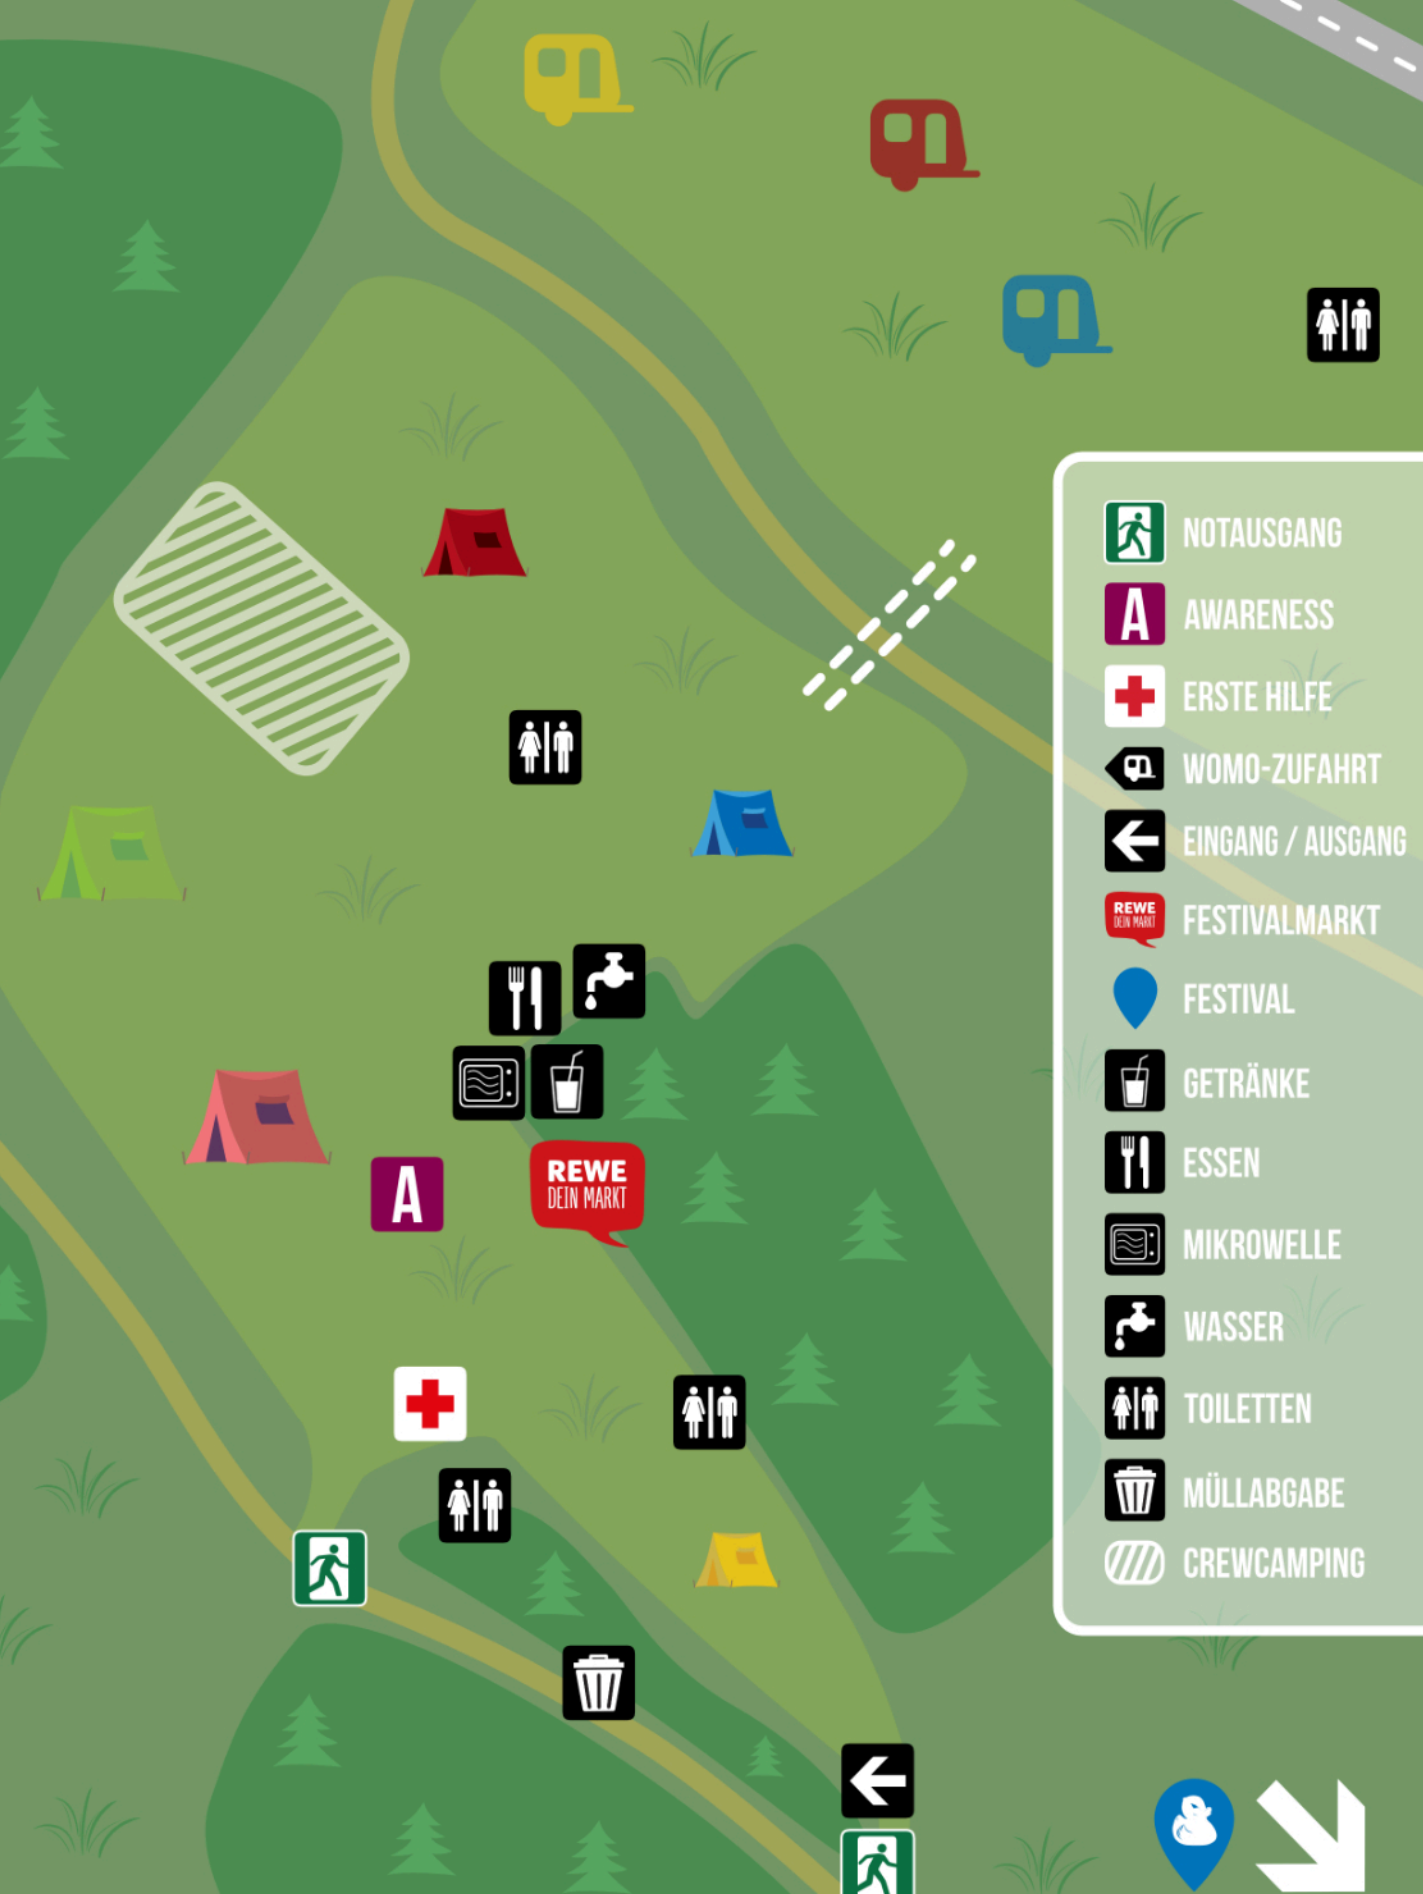 NOTAUSGANG
A AWARENESS
ERSTE HILFE
WOMO-ZUFAHRT
EINGANG / AUSGANG
REWE
DEIN MARKT
FESTIVALMARKT
FESTIVAL
GETRÄNKE
ESSEN
MIKROWELLE
WASSER
TOILETTEN
MÜLLABGABE
CREWCAMPING
A
REWE
DEIN MARKT